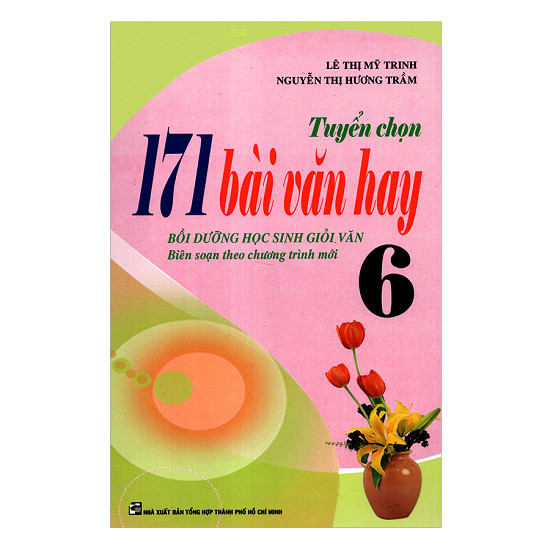 LÊ THỊ MỸ TRINH
NGUYỄN THỊ HƯƠNG TRẦM
Tuyển chọn
171 bài văn hay
BỒI DƯỠNG HỌC SINH GIỎI VĂN
Biên soạn theo chương trình mới
6
NHÀ XUẤT BẢN TỔNG HỢP THÀNH PHỐ HỒ CHÍ MINH